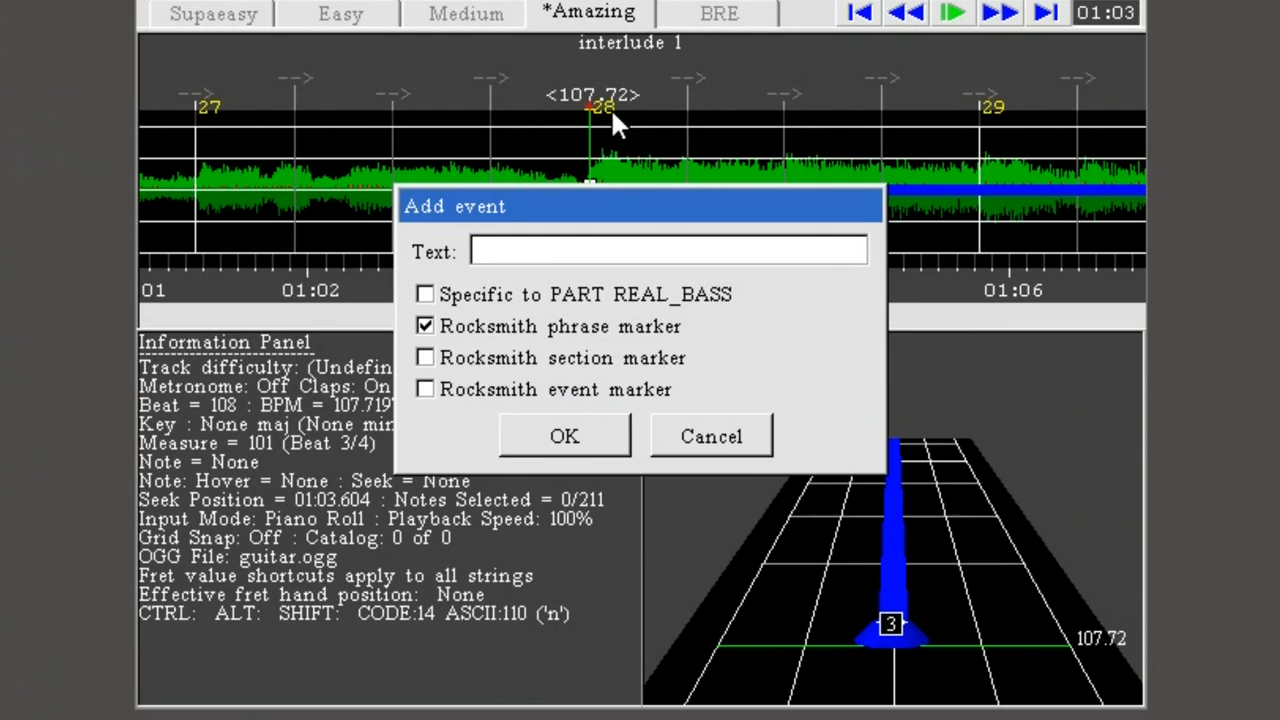 Supaeasy Easy Medium *Amazing BRE 01:03
interlude 1
--> --> --> --> -->
--> --> <107.72> --> -->
27 28 29
Add event
Text:
Specific to PART REAL_BASS
Rocksmith phrase marker
Rocksmith section marker
Rocksmith event marker
OK Cancel
01 01:02 01:06
Information Panel
Track difficulty: (Undefin
Metronome: Off Claps: On
Beat = 108 : BPM = 107.719
Key : None maj (None min
Measure = 101 (Beat 3/4)
Note = None
Note: Hover = None : Seek = None
Seek Position = 01:03.604 : Notes Selected = 0/211
Input Mode: Piano Roll : Playback Speed: 100%
Grid Snap: Off : Catalog: 0 of 0
OGG File: guitar.ogg
Fret value shortcuts apply to all strings
Effective fret hand position: None
CTRL: ALT: SHIFT: CODE:14 ASCII:110 ('n')
3
107.72